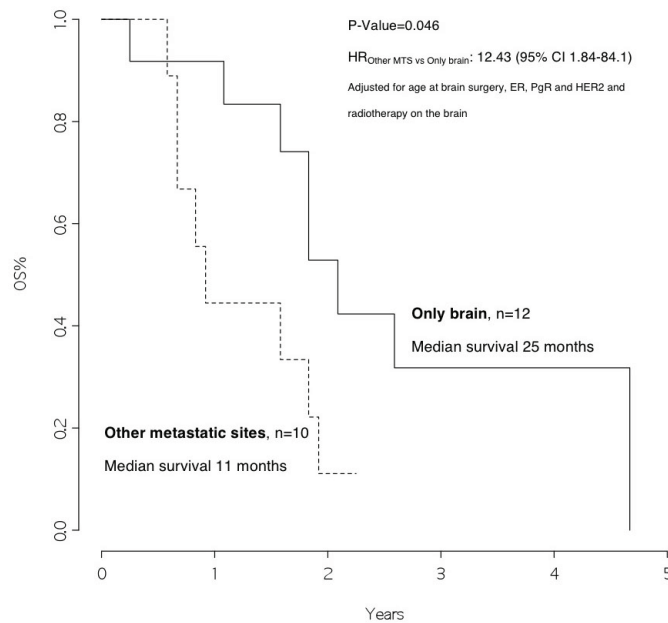 P-Value=0.046
HROther MTS vs Only brain: 12.43 (95% CI 1.84-84.1)
Adjusted for age at brain surgery, ER, PgR and HER2 and
radiotherapy on the brain
OS%
1.0
0.8
0.6
0.4
0.2
0.0
Only brain, n=12
Median survival 25 months
Other metastatic sites, n=10
Median survival 11 months
0 1 2 3 4 5
Years